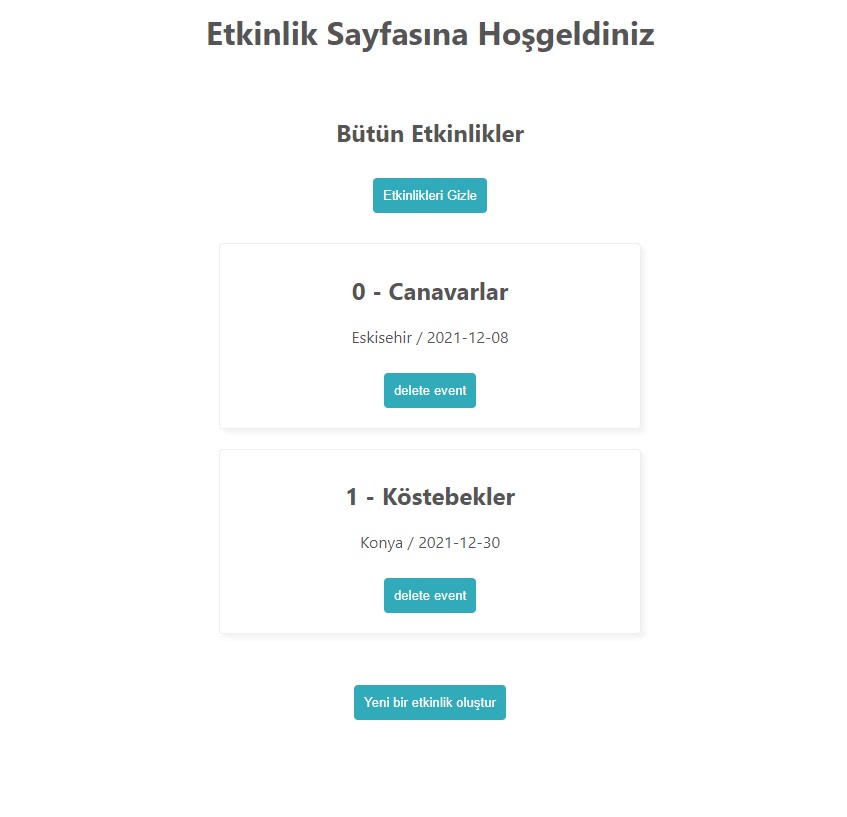 Etkinlik Sayfasına Hoşgeldiniz
Bütün Etkinlikler
Etkinlikleri Gizle
0 - Canavarlar
Eskisehir / 2021-12-08
delete event
1 - Köstebekler
Konya / 2021-12-30
delete event
Yeni bir etkinlik oluştur